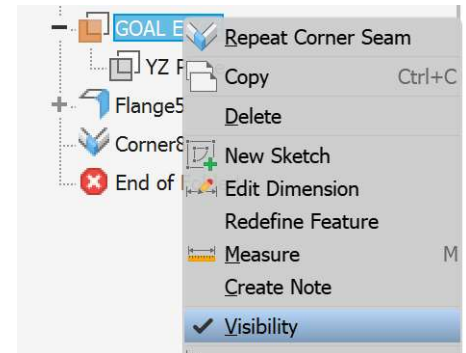 GOAL E
Repeat Corner Seam
YZ
Copy Ctrl+C
Flange5
Delete
Corner8
New Sketch
End of
Edit Dimension
Redefine Feature
Measure M
Create Note
Visibility